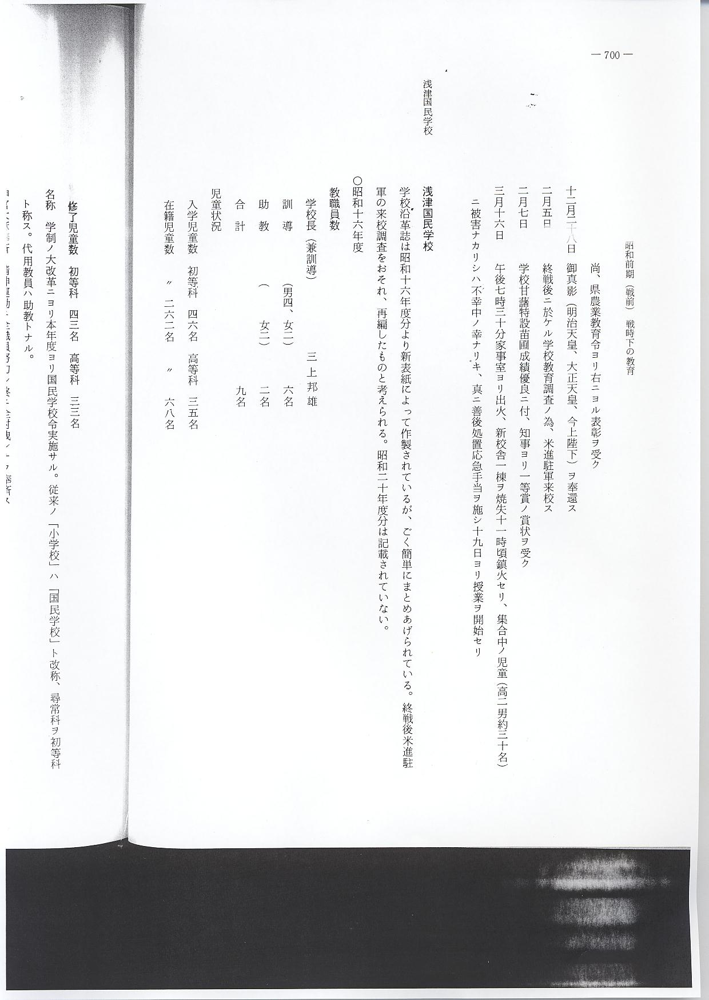 ― 700 ―
昭和前期（戦前）　戦時下の教育
尚、県農業教育令ヨリ右ニヨル表彰ヲ受ク
十二月二十八日　御真影（明治天皇、大正天皇、今上陛下）ヲ奉還ス
二月五日　終戦後ニ於ケル学校教育調査ノ為、米進駐軍来校ス
二月七日　学校甘藷特設苗圃成績優良ニ付、知事ヨリ一等賞ノ賞状ヲ受ク
三月十六日　午後七時三十分家事室ヨリ出火、新校舎一棟ヲ焼失十一時頃鎮火セリ、集合中ノ児童（高二男約三十名）
ニ被害ナカリシハ不幸中ノ幸ナリキ、真ニ善後処置応急手当ヲ施シ十九日ヨリ授業ヲ開始セリ
浅津国民学校
浅津国民学校
学校沿革誌は昭和十六年度分より新表紙によって作製されているが、ごく簡単にまとめあげられている。終戦後米進駐
軍の来校調査をおそれ、再編したものと考えられる。昭和二十年度分は記載されていない。
○昭和十六年度
教職員数
学校長（兼訓導）　三上邦雄
訓導　（男四、女二）　六名
助教　（　女二）　二名
合計　九名
児童状況
入学児童数　初等科　四六名　高等科　三五名
在籍児童数　〃　二六二名　〃　六八名
修了児童数　初等科　四三名　高等科　三三名
名称　学制ノ大改革ニヨリ本年度ヨリ国民学校令実施サル。従来ノ「小学校」ハ「国民学校」ト改称、尋常科ヲ初等科
ト称ス。代用教員ハ助教トナル。